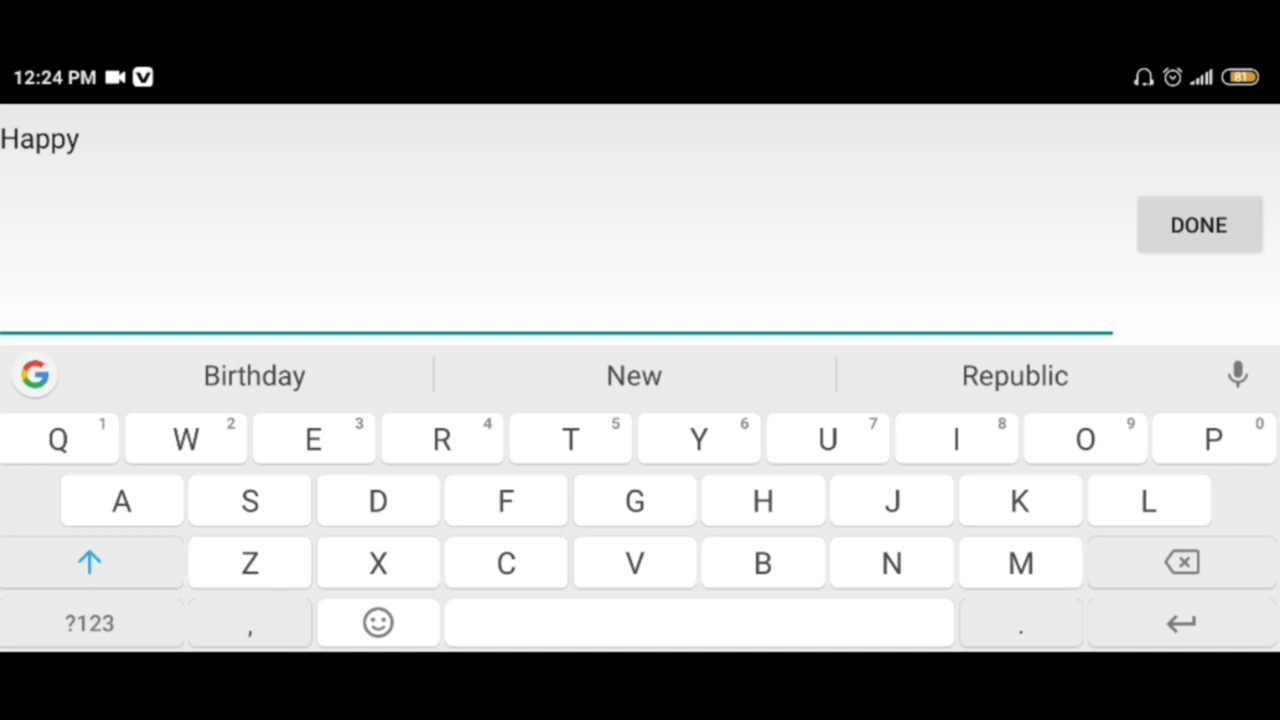 12:24 PM
81
Happy
DONE
Birthday New Republic
Q 1 W 2 E 3 R 4 T 5 Y 6 U 7 I 8 O 9 P 0
A S D F G H J K L
Z X C V B N M
?123 , .